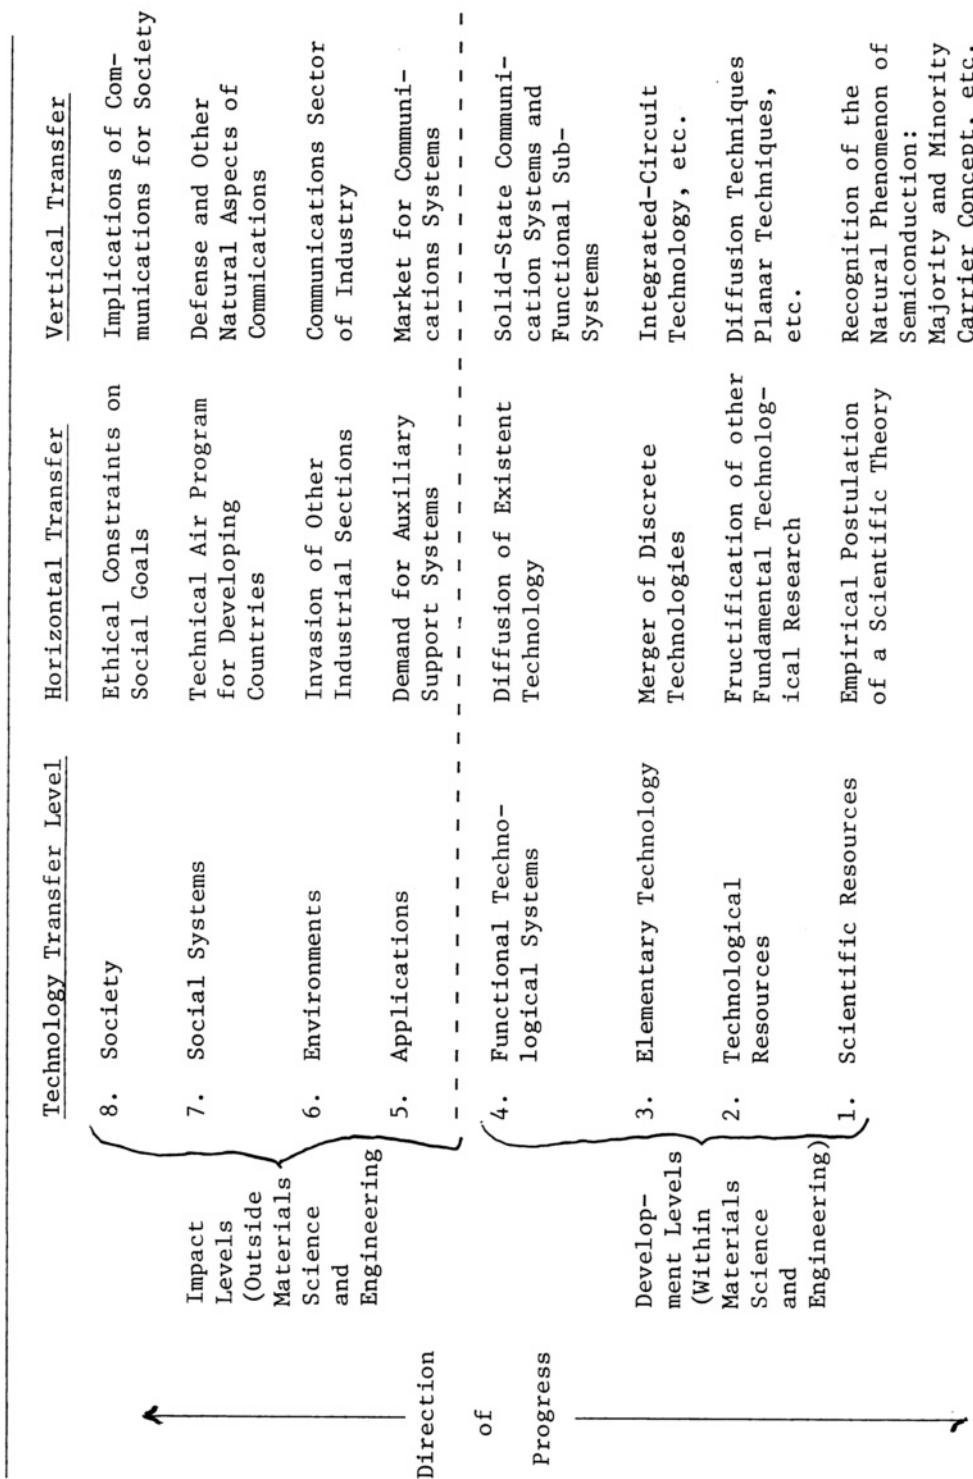 Technology Transfer Level
Horizontal Transfer
Vertical Transfer
Direction
of
Progress
Impact
Levels
(Outside
Materials
Science
and
Engineering)
8. Society
Ethical Constraints on
Social Goals
Implications of Com-
munications for Society
7. Social Systems
Technical Air Program
for Developing
Countries
Defense and Other
Natural Aspects of
Commications
6. Environments
Invasion of Other
Industrial Sections
Communications Sector
of Industry
5. Applications
Demand for Auxiliary
Support Systems
Market for Communi-
cations Systems
Develop-
ment Levels
(Within
Materials
Science
and
Engineering)
4. Functional Techno-
logical Systems
Diffusion of Existent
Technology
Solid-State Communi-
cation Systems and
Functional Sub-
Systems
3. Elementary Technology
Merger of Discrete
Technologies
Integrated-Circuit
Technology, etc.
2. Technological
Resources
Fructification of other
Fundamental Technolog-
ical Research
Diffusion Techniques
Planar Techniques,
etc.
1. Scientific Resources
Empirical Postulation
of a Scientific Theory
Recognition of the
Natural Phenomenon of
Semiconduction:
Majority and Minority
Carrier Concept, etc.